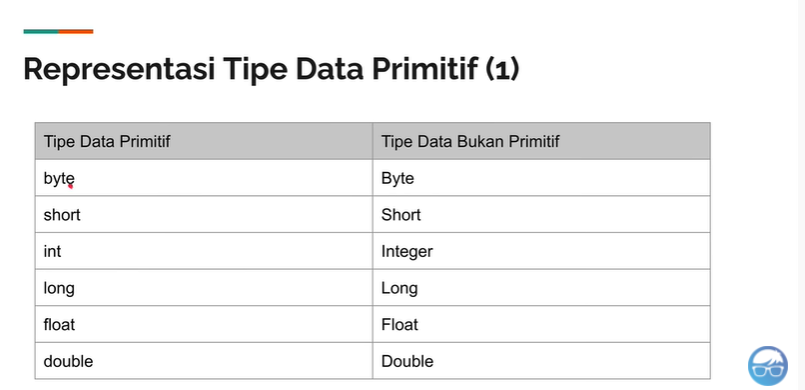 Representasi Tipe Data Primitif (1)
Tipe Data Primitif Tipe Data Bukan Primitif
byte Byte
short Short
int Integer
long Long
float Float
double Double